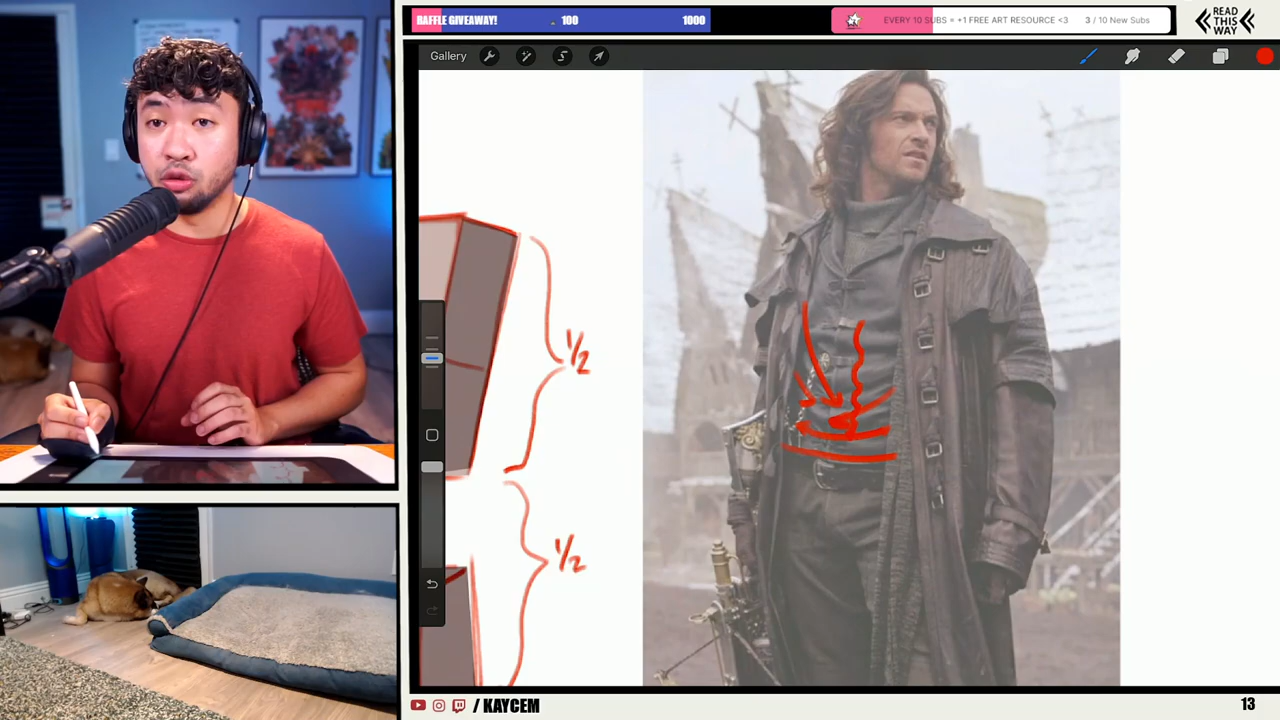 RAFFLE GIVEAWAY!
100
1000
EVERY 10 SUBS = +1 FREE ART RESOURCE <3
3 / 10 New Subs
READ
THIS
WAY
Gallery
1/2
1/2
/ KAYCEM
13